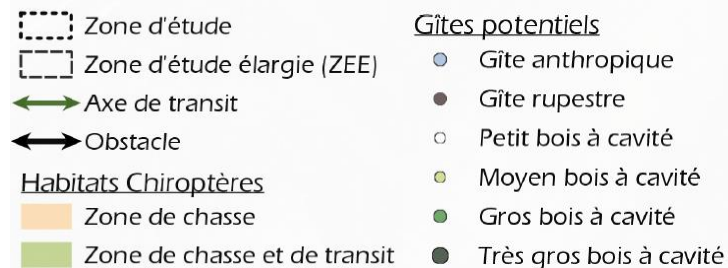 Zone d'étude
Zone d'étude élargie (ZEE)
Axe de transit
Obstacle
Habitats Chiroptères
Zone de chasse
Zone de chasse et de transit
Gîtes potentiels
Gîte anthropique
Gîte rupestre
Petit bois à cavité
Moyen bois à cavité
Gros bois à cavité
Très gros bois à cavité